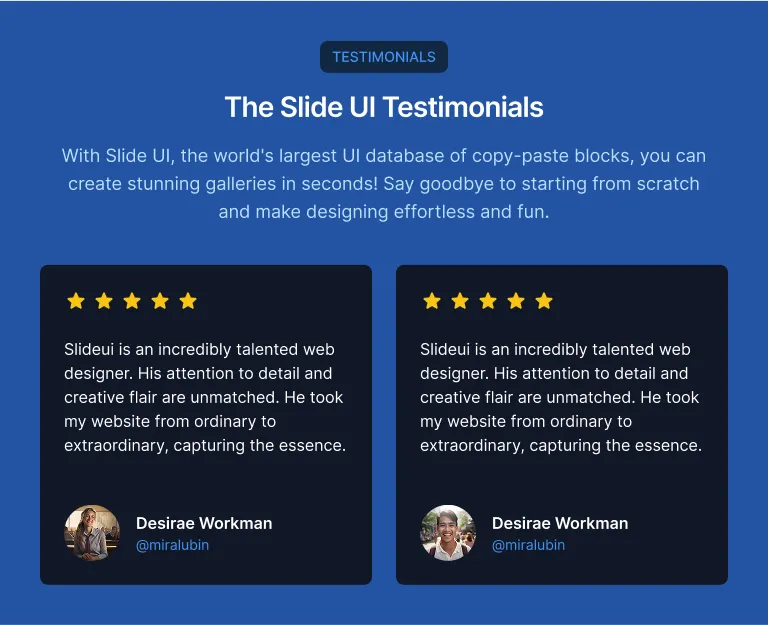 TESTIMONIALS
The Slide UI Testimonials
With Slide UI, the world's largest UI database of copy-paste blocks, you can
create stunning galleries in seconds! Say goodbye to starting from scratch
and make designing effortless and fun.
Slideui is an incredibly talented web
designer. His attention to detail and
creative flair are unmatched. He took
my website from ordinary to
extraordinary, capturing the essence.
Desirae Workman
@miralubin
Slideui is an incredibly talented web
designer. His attention to detail and
creative flair are unmatched. He took
my website from ordinary to
extraordinary, capturing the essence.
Desirae Workman
@miralubin